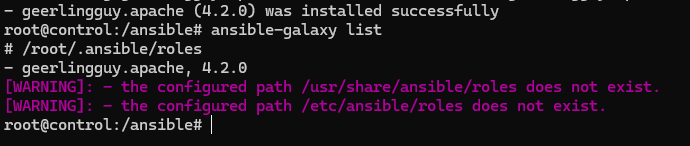 - geerlingguy.apache (4.2.0) was installed successfully
root@control:/ansible# ansible-galaxy list
# /root/.ansible/roles
- geerlingguy.apache, 4.2.0
[WARNING]: - the configured path /usr/share/ansible/roles does not exist.
[WARNING]: - the configured path /etc/ansible/roles does not exist.
root@control:/ansible#